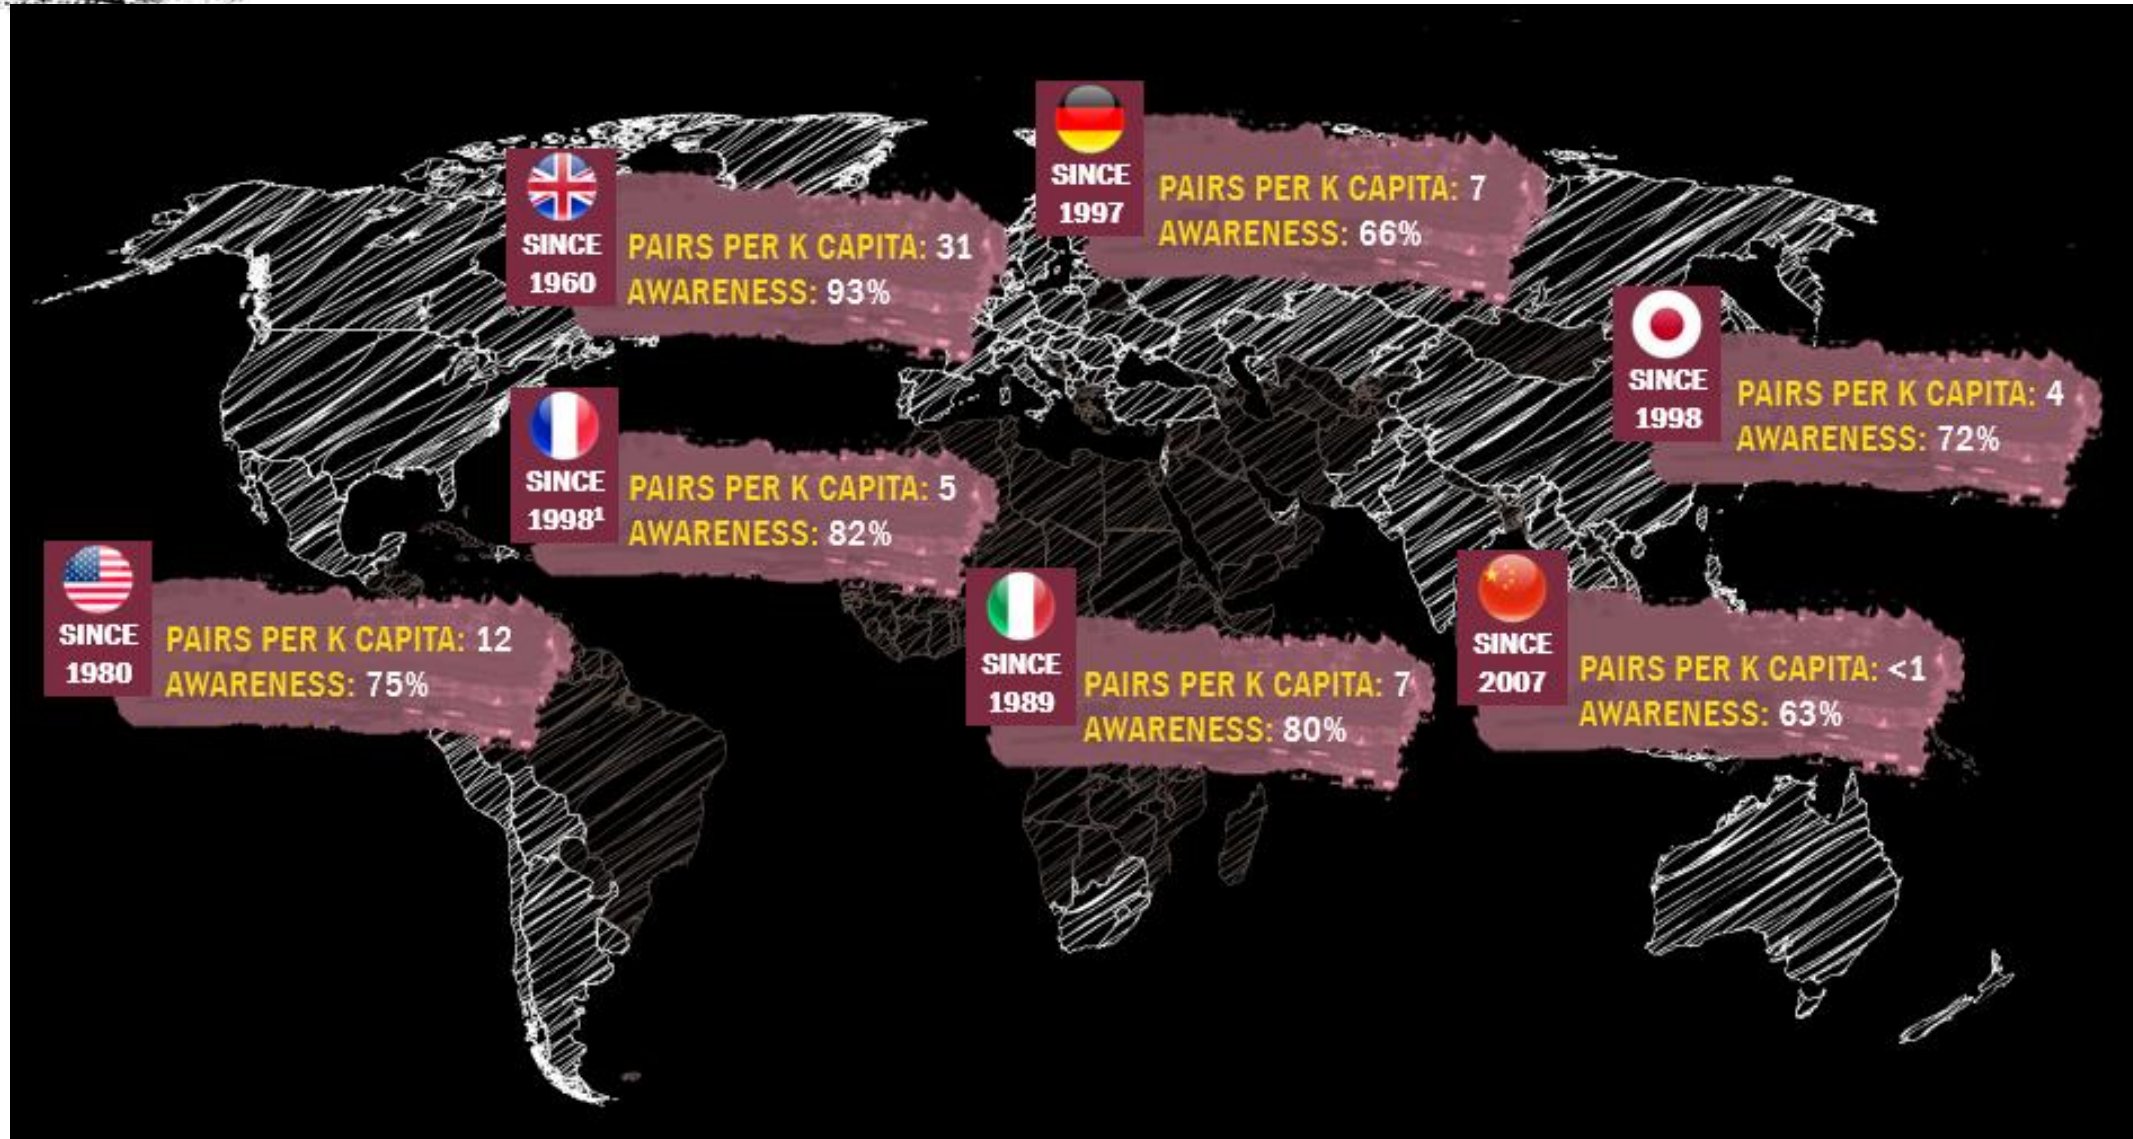 SINCE
1997
PAIRS PER K CAPITA: 7
AWARENESS: 66%
SINCE
1960
PAIRS PER K CAPITA: 31
AWARENESS: 93%
SINCE
1998
PAIRS PER K CAPITA: 4
AWARENESS: 72%
SINCE
1998¹
PAIRS PER K CAPITA: 5
AWARENESS: 82%
SINCE
1980
PAIRS PER K CAPITA: 12
AWARENESS: 75%
SINCE
1989
PAIRS PER K CAPITA: 7
AWARENESS: 80%
SINCE
2007
PAIRS PER K CAPITA: <1
AWARENESS: 63%